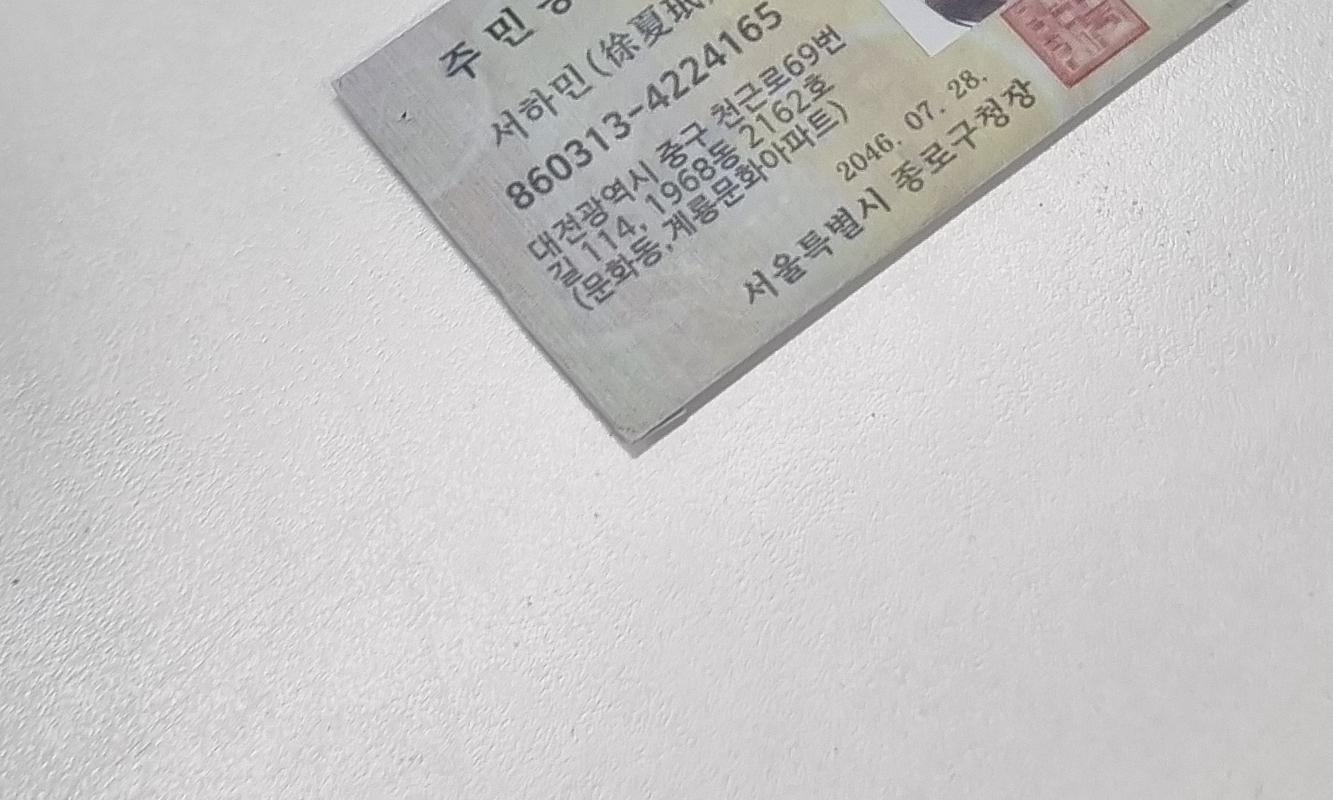 주민
서하민(徐夏珉
860313-4224165
대전광역시 중구 천근로69번
길 114, 1968동 2162호
(문화동,계룡문화아파트)
2046. 07. 28.
서울특별시 종로구청장